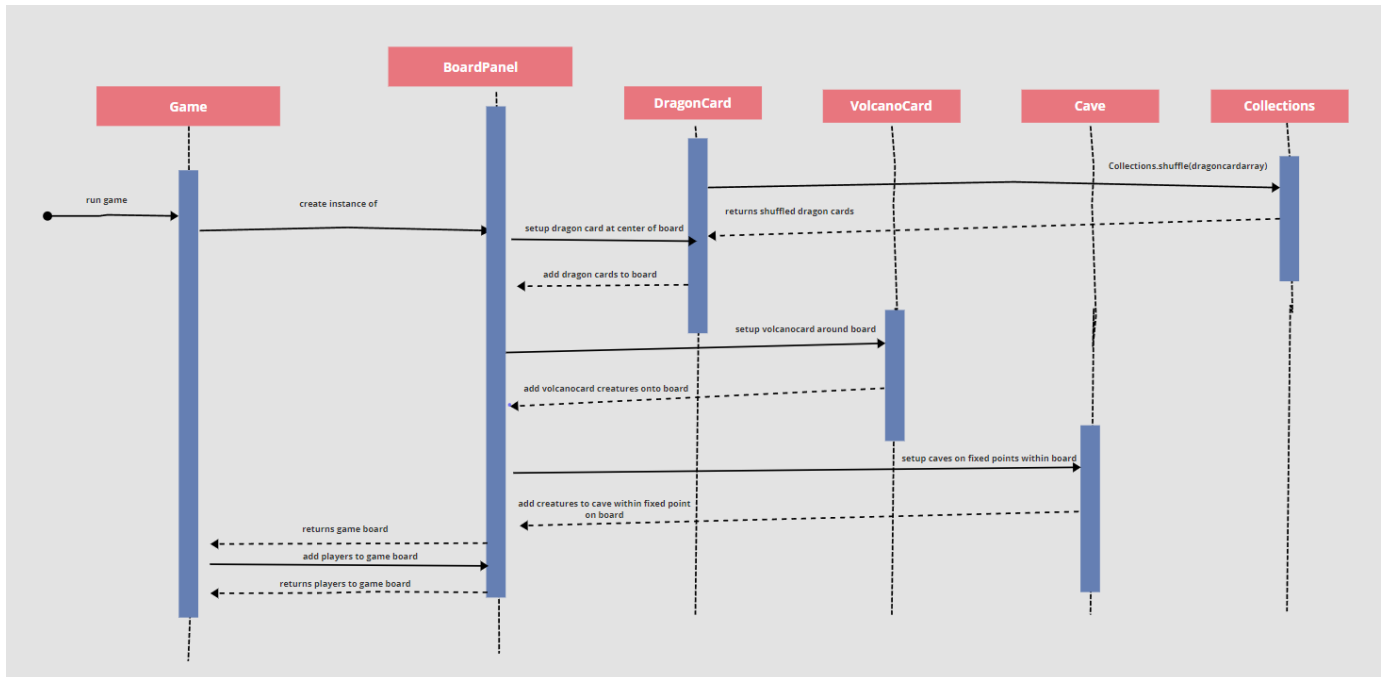 BoardPanel
Game
DragonCard
VolcanoCard
Cave
Collections
Collections.shuffle(dragoncardarray)
run game
create instance of
returns shuffled dragon cards
setup dragon card at center of board
add dragon cards to board
setup volcanocard around board
add volcanocard creatures onto board
setup caves on fixed points within board
add creatures to cave within fixed point
on board
returns game board
add players to game board
returns players to game board